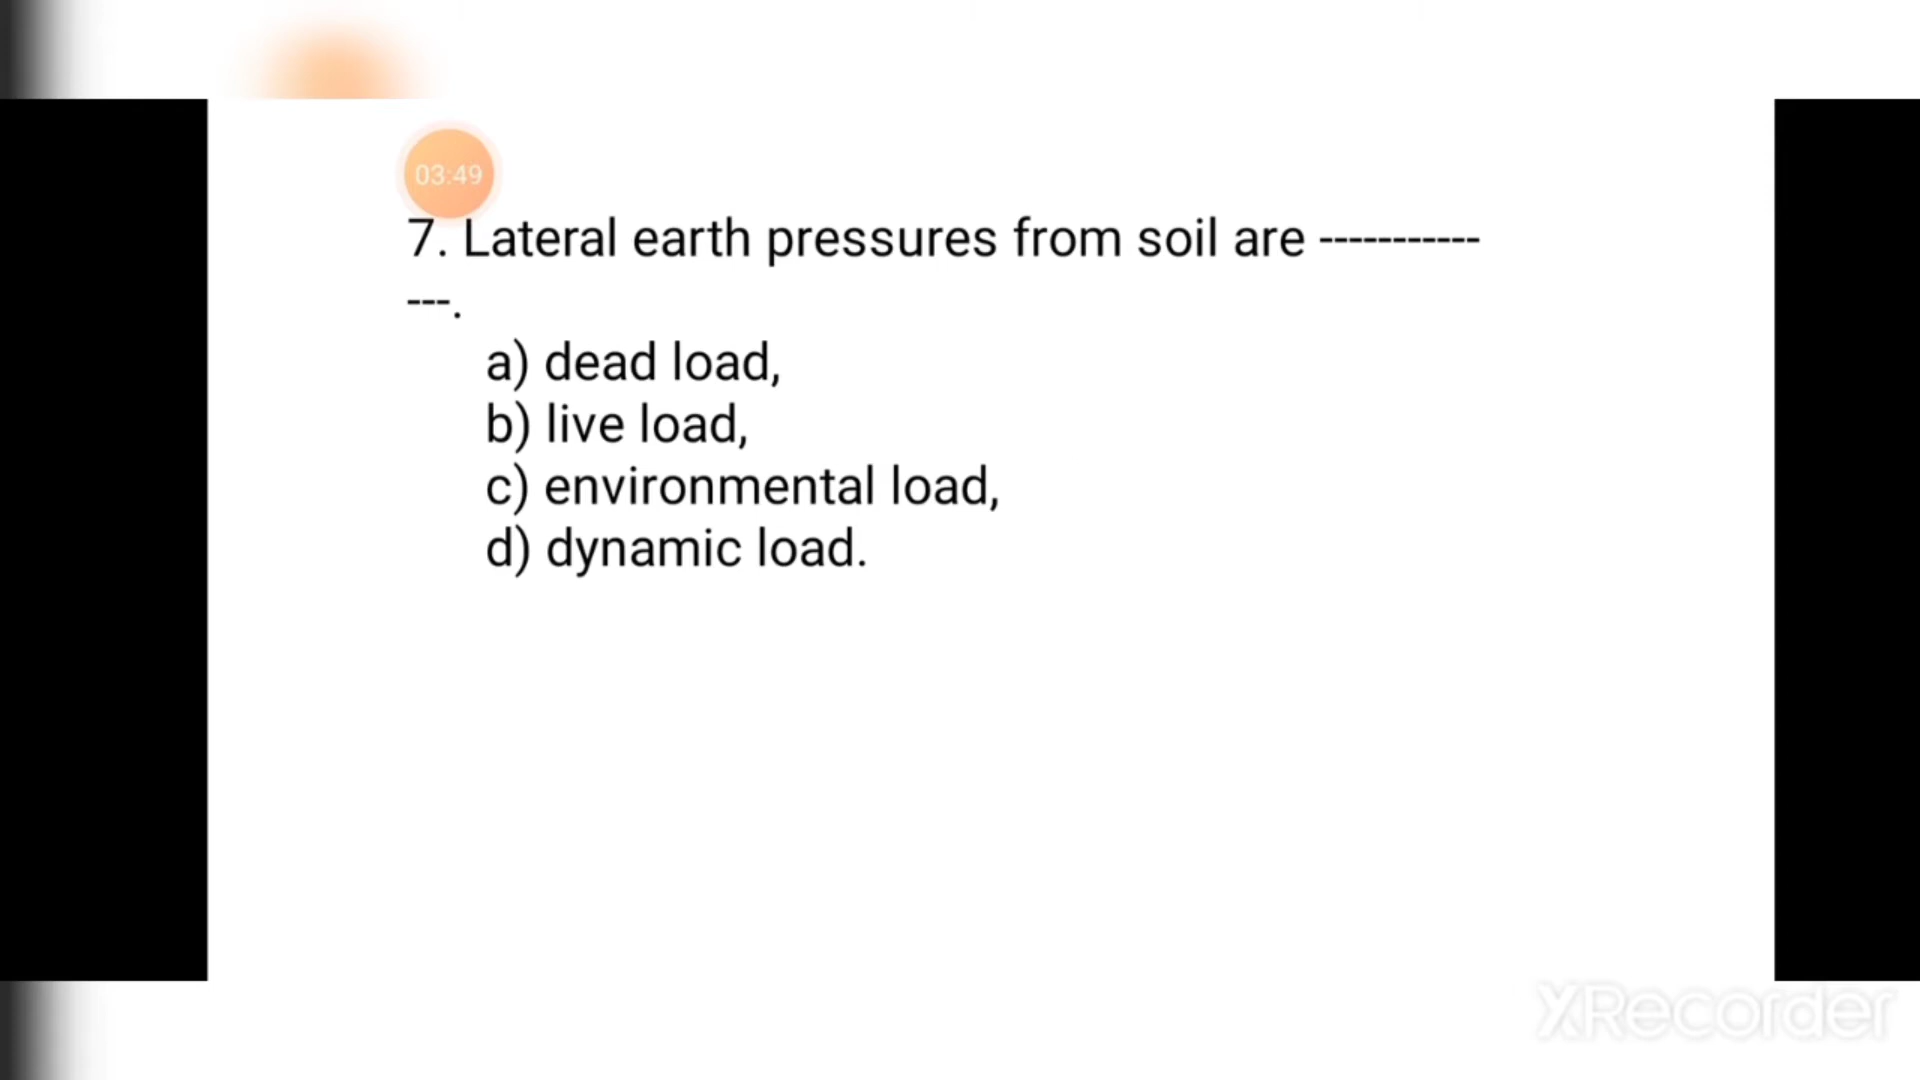 03:49
7. Lateral earth pressures from soil are -----------
---.
a) dead load,
b) live load,
c) environmental load,
d) dynamic load.
XRecorder